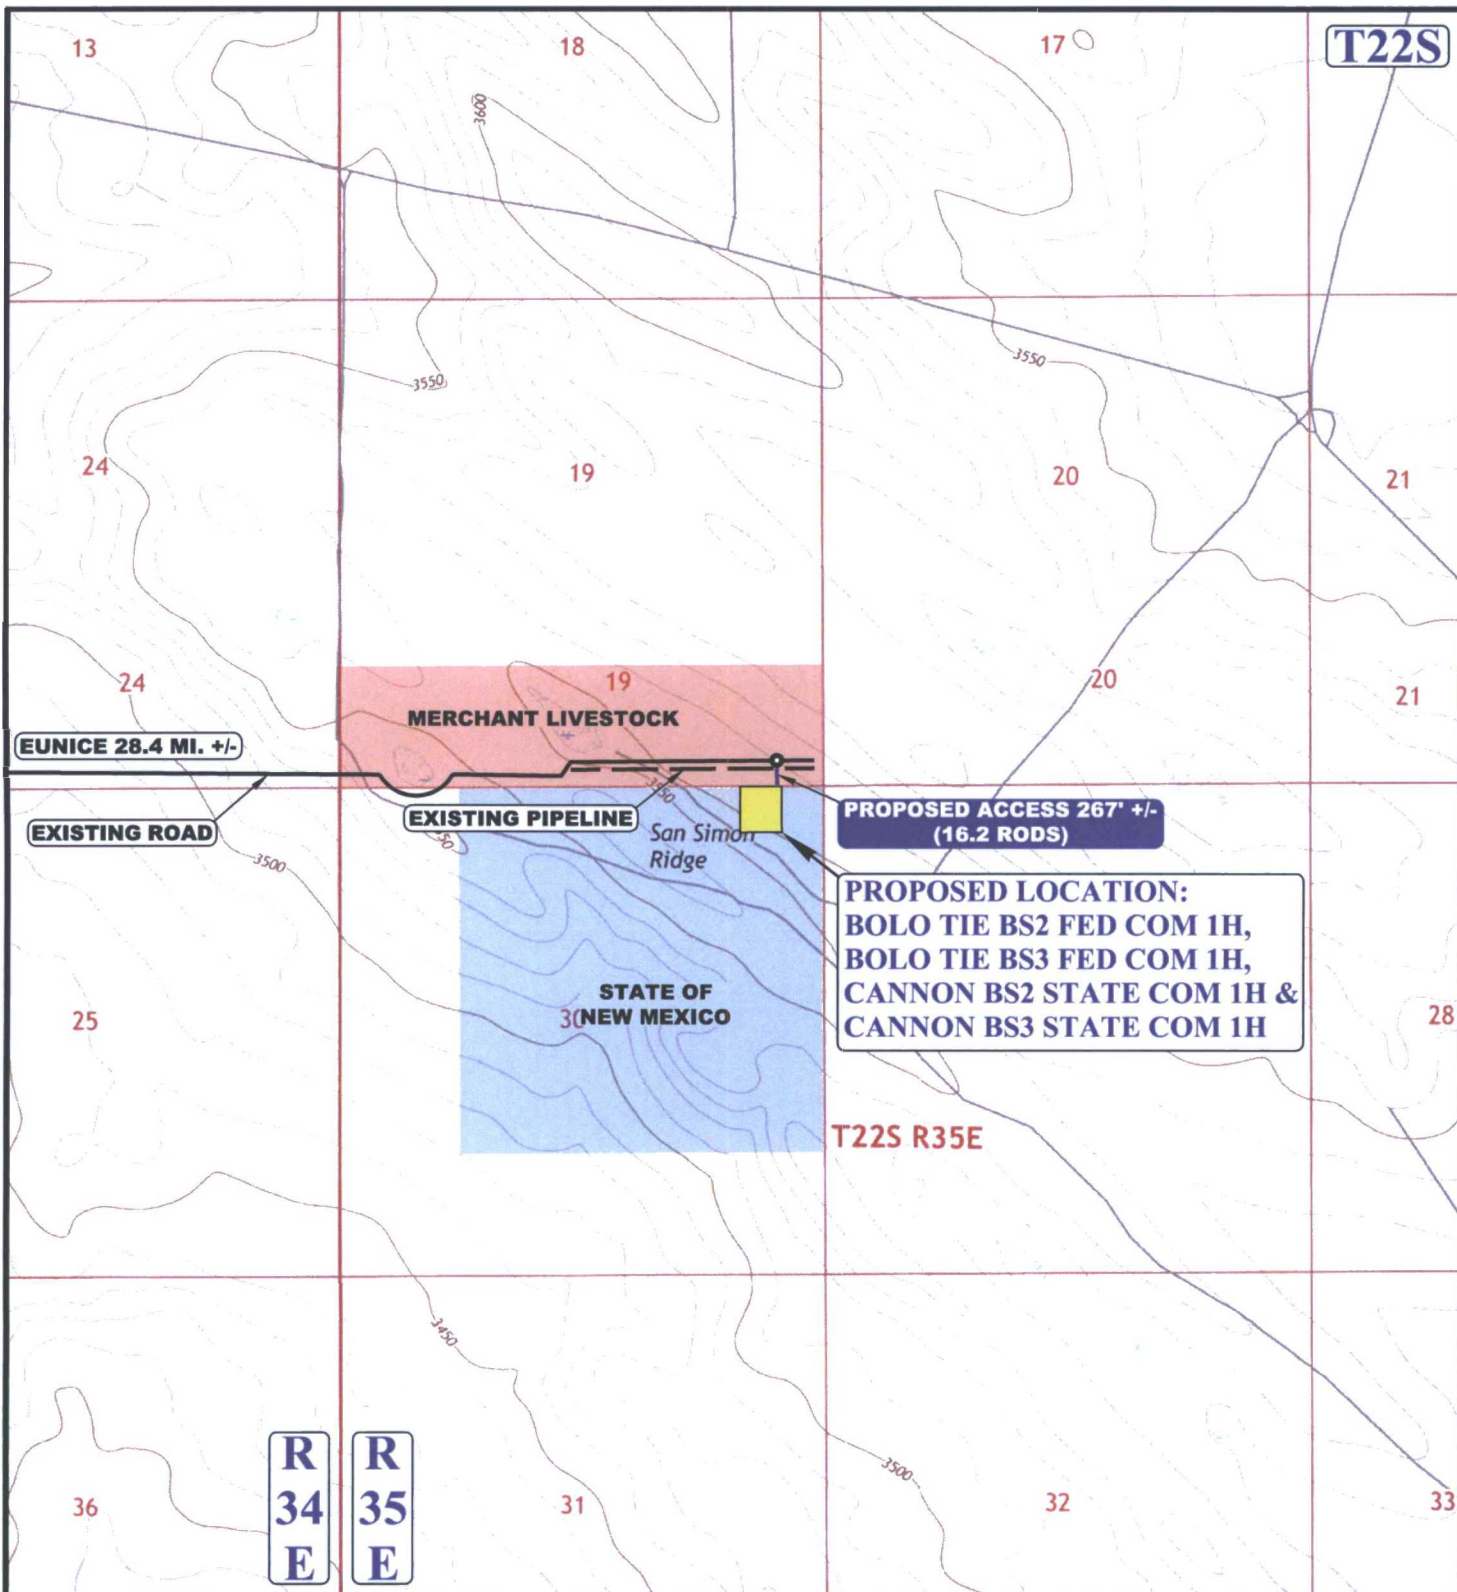 13
18
17
T22S
3600
3550
3550
24
19
20
21
24
19
20
21
MERCHANT LIVESTOCK
EUNICE 28.4 MI. +/-
EXISTING ROAD
EXISTING PIPELINE
3550
PROPOSED ACCESS 267' +/-
(16.2 RODS)
San Simon
Ridge
3500
PROPOSED LOCATION:
BOLO TIE BS2 FED COM 1H,
BOLO TIE BS3 FED COM 1H,
CANNON BS2 STATE COM 1H &
CANNON BS3 STATE COM 1H
STATE OF
NEW MEXICO
25
30
28
T22S R35E
3450
3500
R
34
E
R
35
E
36
31
32
33